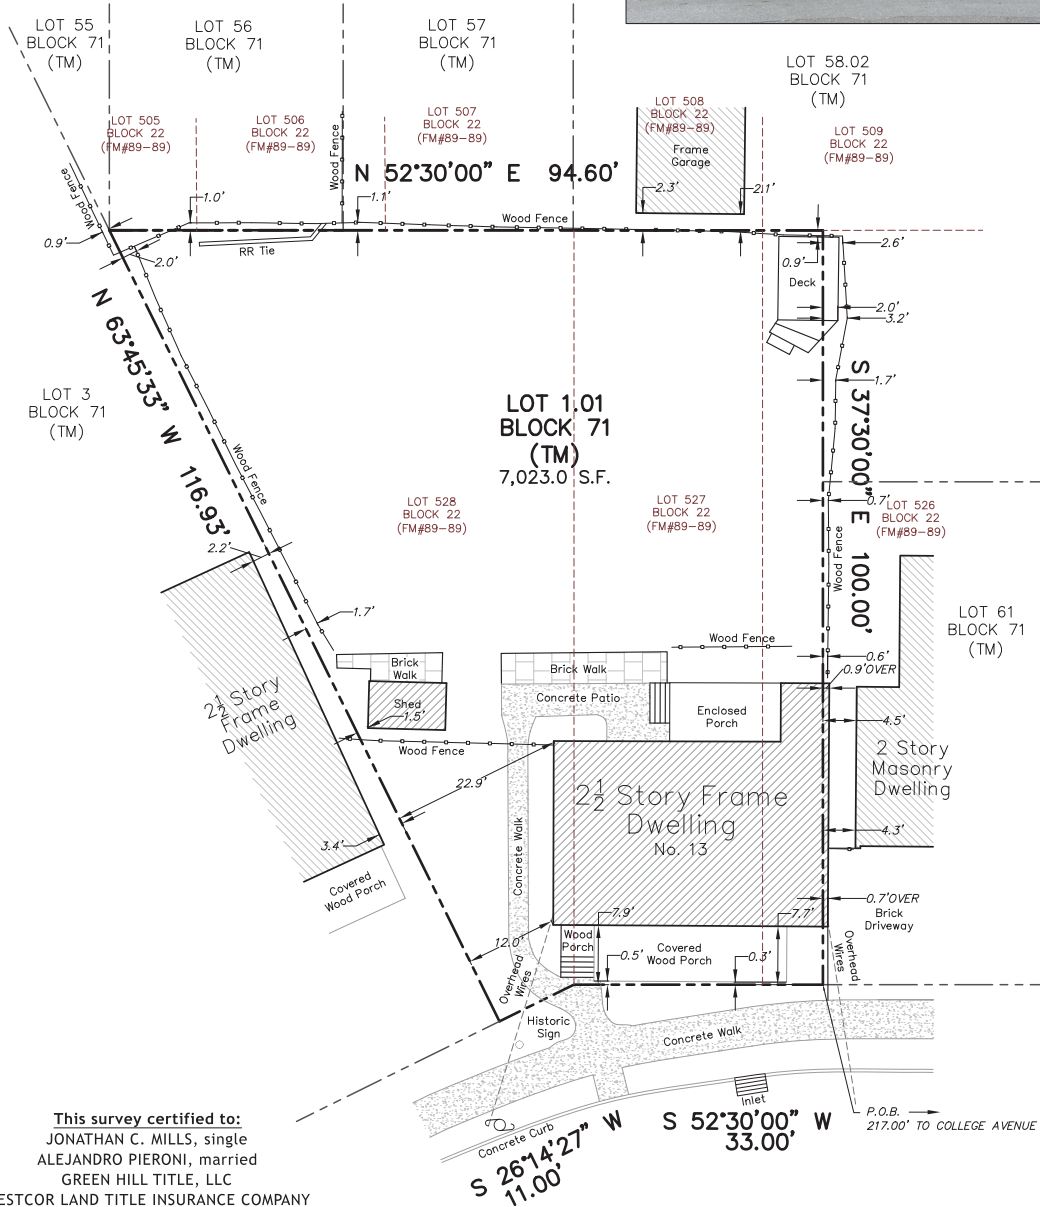 LOT 55
BLOCK 71
(TM)
LOT 56
BLOCK 71
(TM)
LOT 57
BLOCK 71
(TM)
LOT 58.02
BLOCK 71
(TM)
LOT 505
BLOCK 22
(FM#89-89)
LOT 506
BLOCK 22
(FM#89-89)
LOT 507
BLOCK 22
(FM#89-89)
LOT 508
BLOCK 22
(FM#89-89)
LOT 509
BLOCK 22
(FM#89-89)
Frame
Garage
Wood Fence
Wood Fence
N 52°30'00" E 94.60'
1.0'
1.1'
2.3'
2.1'
Wood Fence
0.9'
2.0'
RR Tie
0.9'
Deck
2.6'
2.0'
3.2'
1.7'
N 63°45'33" W 116.93'
S 37°30'00" E 100.00'
LOT 3
BLOCK 71
(TM)
LOT 1.01
BLOCK 71
(TM)
7,023.0 S.F.
Wood Fence
LOT 528
BLOCK 22
(FM#89-89)
LOT 527
BLOCK 22
(FM#89-89)
0.7'
LOT 526
BLOCK 22
(FM#89-89)
Wood Fence
2.2'
1.7'
LOT 61
BLOCK 71
(TM)
Wood Fence
0.6'
0.9'OVER
Brick
Walk
Brick Walk
Concrete Patio
Enclosed
Porch
Shed
1.5'
Wood Fence
2½ Story
Frame
Dwelling
4.5'
2 Story
Masonry
Dwelling
4.3'
22.9'
2½ Story Frame
Dwelling
No. 13
3.4'
Covered
Wood Porch
Concrete Walk
0.7'OVER
Brick
Driveway
7.9'
7.7'
12.0'
Wood
Porch
Covered
Wood Porch
0.5'
0.3'
Overhead
Wires
Overhead
Wires
Historic
Sign
Concrete Walk
Inlet
Concrete Curb
S 26°14'27" W
11.00'
S 52°30'00" W
33.00'
P.O.B.
217.00' TO COLLEGE AVENUE
This survey certified to:
JONATHAN C. MILLS, single
ALEJANDRO PIERONI, married
GREEN HILL TITLE, LLC
ESTCOR LAND TITLE INSURANCE COMPANY